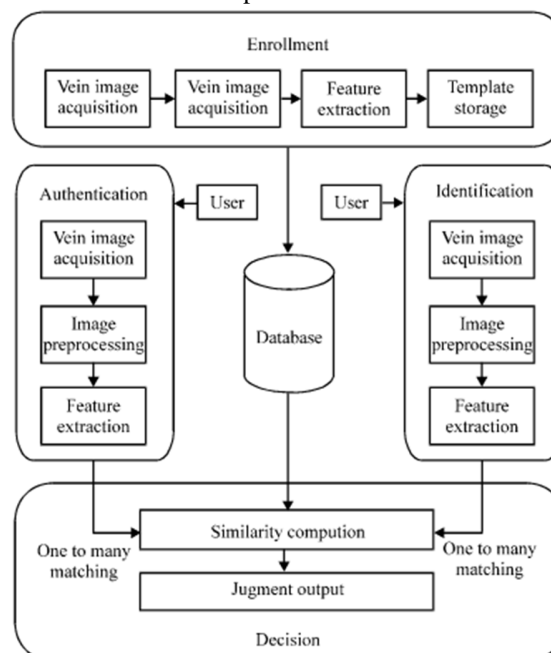 Enrollment
Vein image
acquisition
Vein image
acquisition
Feature
extraction
Template
storage
Authentication
User
User
Identification
Vein image
acquisition
Image
preprocessing
Feature
extraction
Database
Vein image
acquisition
Image
preprocessing
Feature
extraction
Similarity compution
One to many
matching
One to many
matching
Jugment output
Decision